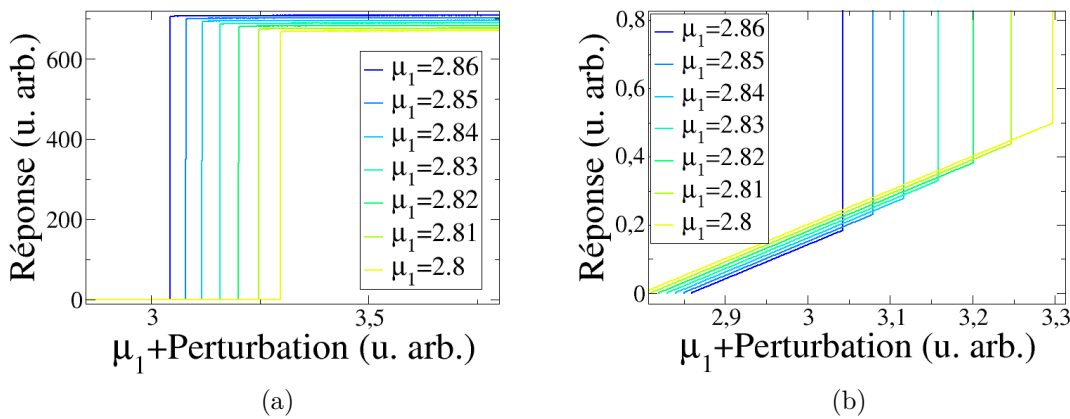 Réponse (u. arb.)
600
400
200
0
3
3,5
μ1+Perturbation (u. arb.)
μ1=2.86
μ1=2.85
μ1=2.84
μ1=2.83
μ1=2.82
μ1=2.81
μ1=2.8
(a)
Réponse (u. arb.)
0,8
0,6
0,4
0,2
0
2,9
3
3,1
3,2
3,3
μ1+Perturbation (u. arb.)
μ1=2.86
μ1=2.85
μ1=2.84
μ1=2.83
μ1=2.82
μ1=2.81
μ1=2.8
(b)